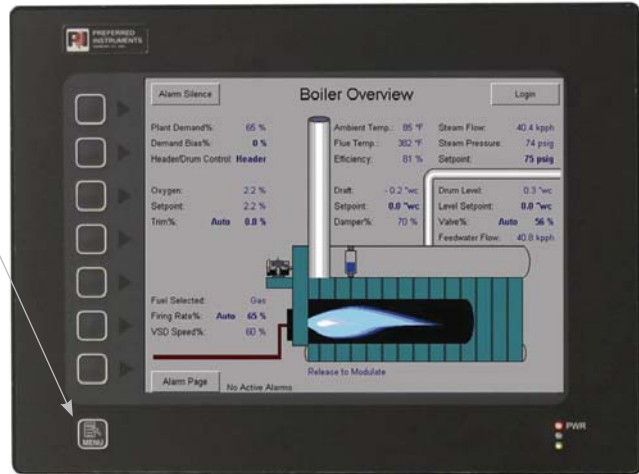 PREFERRED
INSTRUMENTS
Alarm Silence
Boiler Overview
Login
Plant Demand%: 65 %
Demand Bias%: 0 %
Header/Drum Control: Header
Ambient Temp.: 85 °F
Flue Temp.: 382 °F
Efficiency: 81 %
Steam Flow: 40.4 kpph
Steam Pressure: 74 psig
Setpoint: 75 psig
Oxygen: 2.2 %
Setpoint: 2.2 %
Trim%: Auto 0.0 %
Draft: -0.2 "wc
Setpoint: 0.0 "wc
Damper%: 70 %
Drum Level: 0.3 "wc
Level Setpoint: 0.0 "wc
Valve%: Auto 56 %
Feedwater Flow: 40.8 kpph
Fuel Selected: Gas
Firing Rate%: Auto 65 %
VSD Speed%: 60 %
Release to Modulate
Alarm Page
No Active Alarms
MENU
PWR